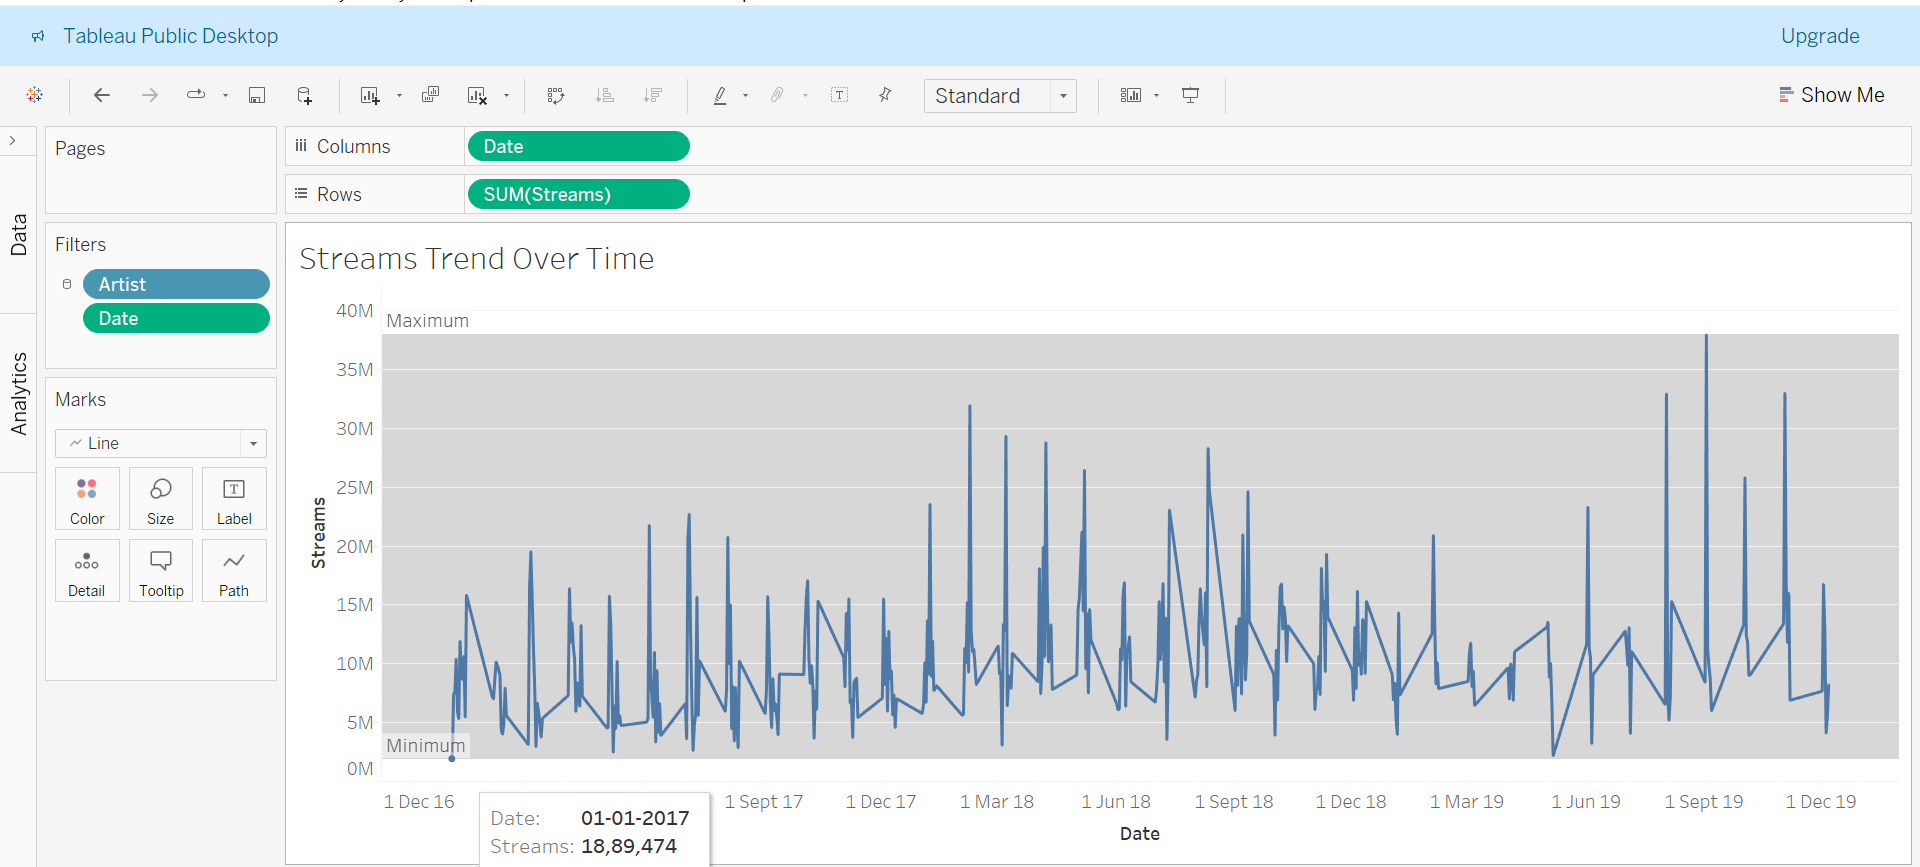 Tableau Public Desktop
Upgrade
Standard
Show Me
Data
Analytics
Pages
Columns
Date
Rows
SUM(Streams)
Filters
Artist
Date
Marks
Line
Color
Size
Label
Detail
Tooltip
Path
Streams Trend Over Time
Maximum
Minimum
40M
35M
30M
25M
20M
15M
10M
5M
0M
Streams
1 Dec 16
1 Sept 17
1 Dec 17
1 Mar 18
1 Jun 18
1 Sept 18
1 Dec 18
1 Mar 19
1 Jun 19
1 Sept 19
1 Dec 19
Date
Date: 01-01-2017
Streams: 18,89,474